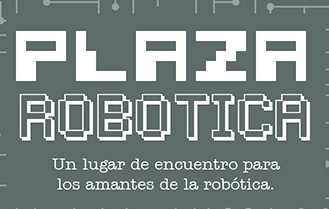 PLAZA
ROBOTICA
Un lugar de encuentro para
los amantes de la robótica.